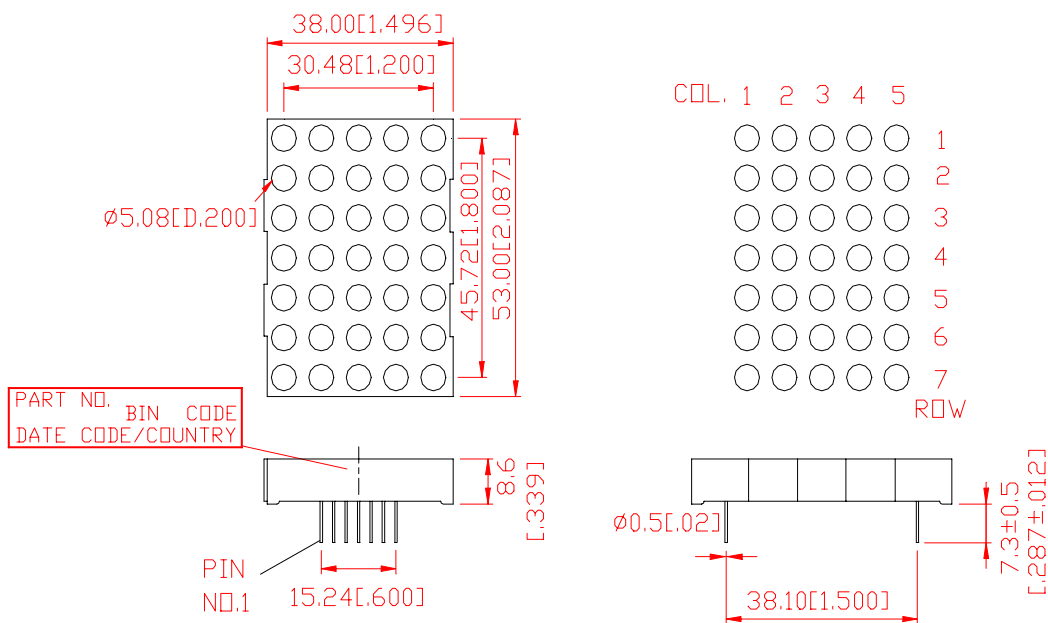 38.00[1.496]
30.48[1.200]
COL. 1 2 3 4 5
1
2
3
4
5
6
7
ROW
Ø5.08[D.200]
45.72[1.800]
53.00[2.087]
PART NO. BIN CODE
DATE CODE/COUNTRY
8.6
[.339]
PIN
NO.1
15.24[.600]
Ø0.5[.02]
7.3±0.5
[.287±.012]
38.10[1.500]